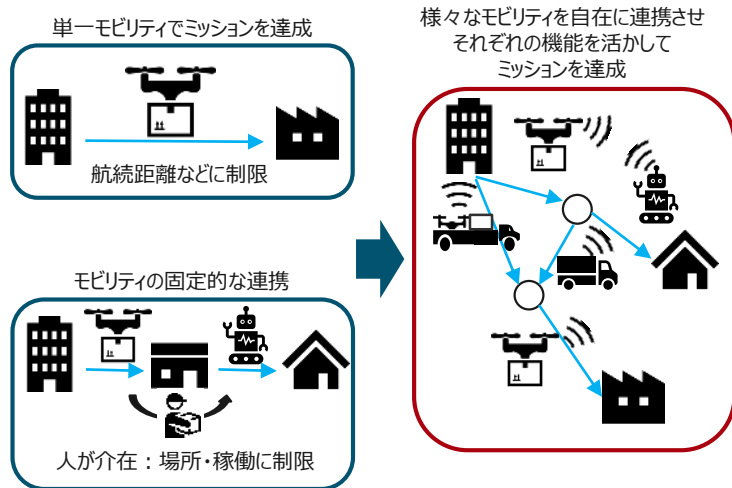 単一モビリティでミッションを達成
航続距離などに制限
モビリティの固定的な連携
人が介在：場所・稼働に制限
様々なモビリティを自在に連携させ
それぞれの機能を活かして
ミッションを達成